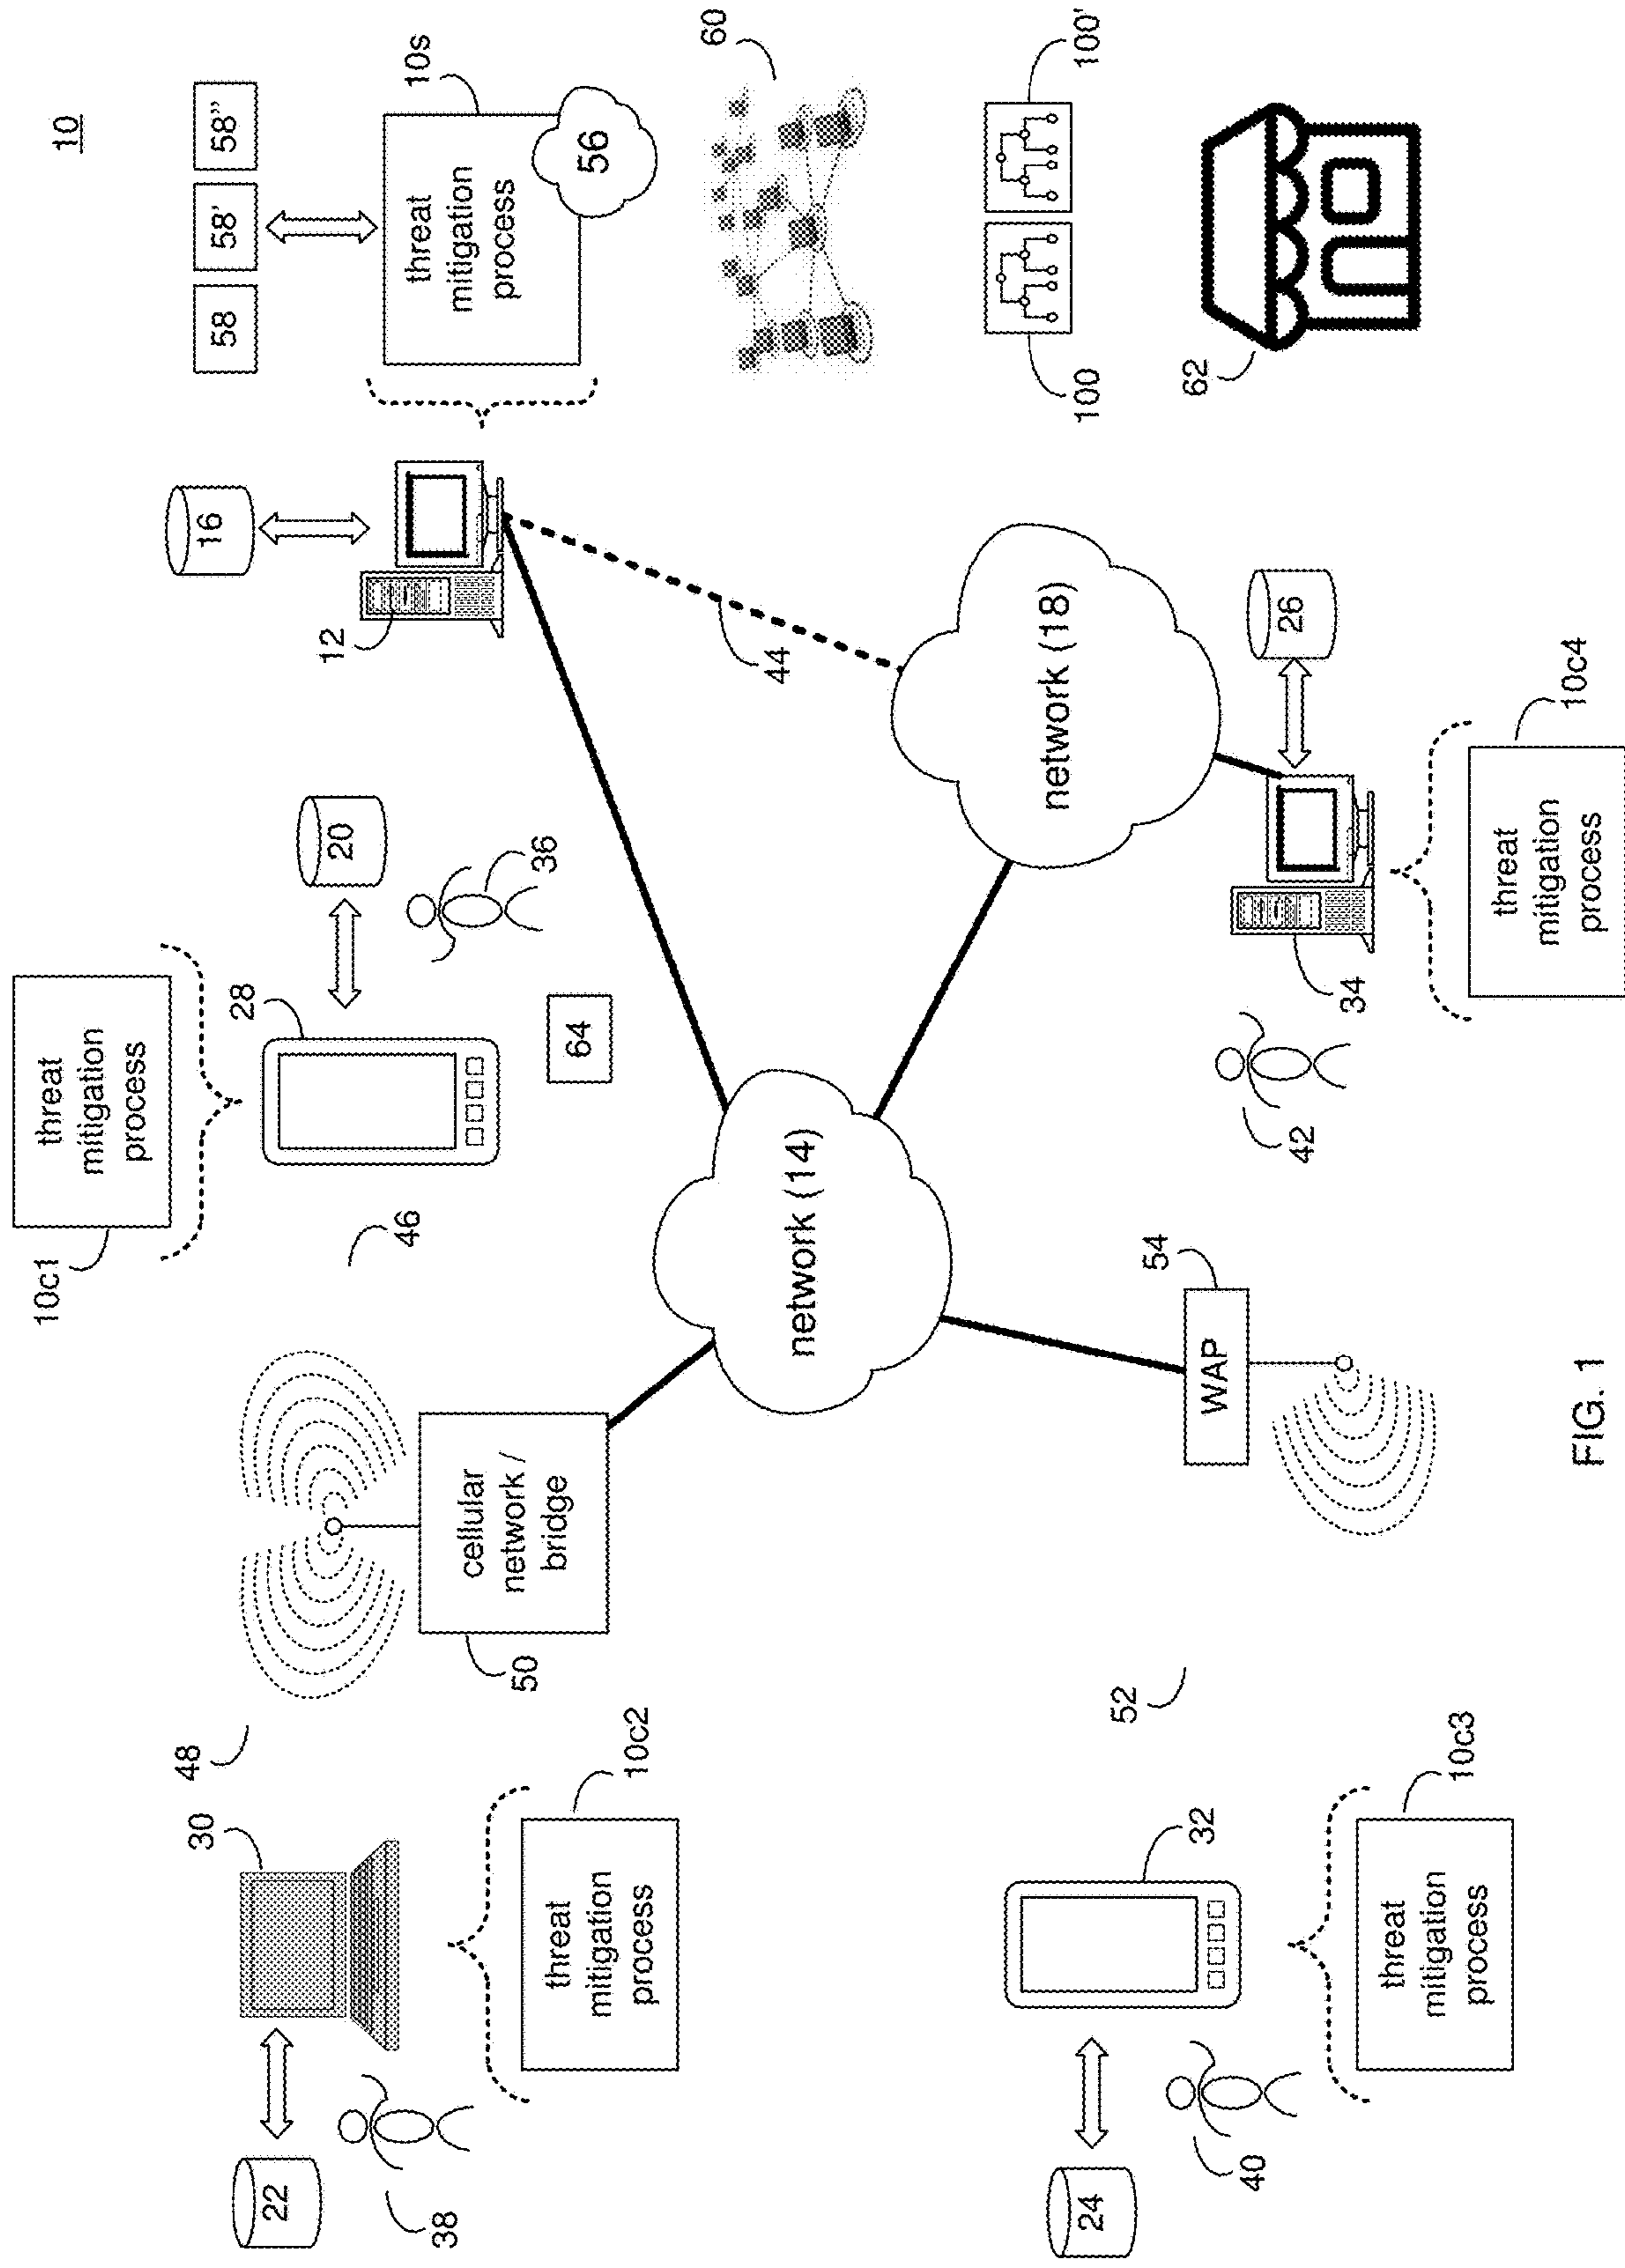 10
58
58'
58"
10s
threat
mitigation
process
56
60
100
100'
62
16
12
44
network (18)
26
34
42
10c4
threat
mitigation
process
10c1
threat
mitigation
process
28
20
36
64
46
network (14)
48
50
cellular
network /
bridge
54
WAP
52
30
22
38
10c2
threat
mitigation
process
32
24
40
10c3
threat
mitigation
process
FIG. 1